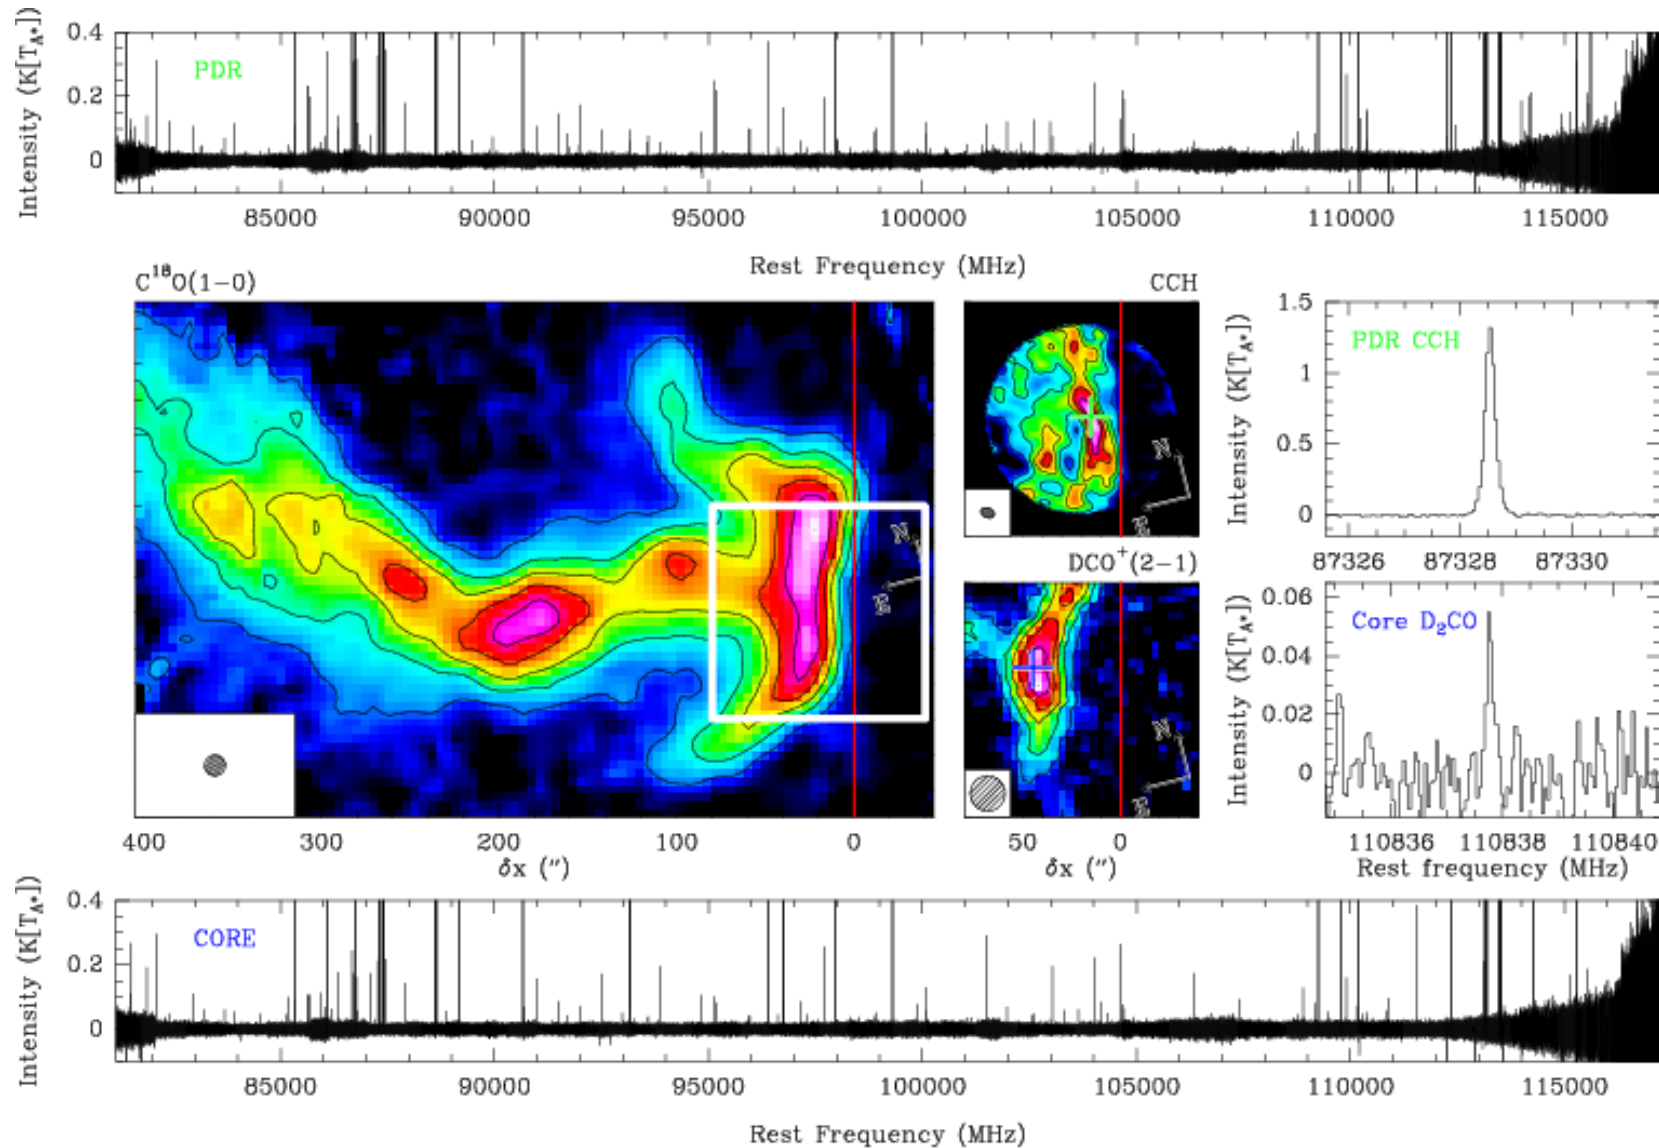 Intensity (K[T_A*])
0.4
0.2
0
PDR
85000 90000 95000 100000 105000 110000 115000
Rest Frequency (MHz)
C¹⁸O(1−0)
N
E
400 300 200 100 0
δx (″)
CCH
N
E
DCO⁺(2−1)
N
E
50 0
δx (″)
Intensity (K[T_A*])
1.5
1
0.5
0
PDR CCH
87326 87328 87330
Intensity (K[T_A*])
0.06
0.04
0.02
0
Core D₂CO
110836 110838 110840
Rest frequency (MHz)
Intensity (K[T_A*])
0.4
0.2
0
CORE
85000 90000 95000 100000 105000 110000 115000
Rest Frequency (MHz)